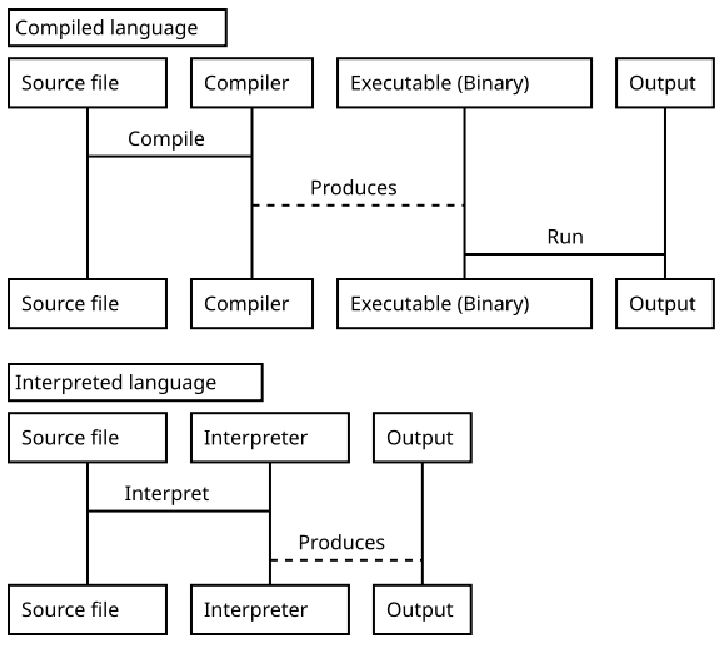 Compiled language
Source file Compiler Executable (Binary) Output
Compile
Produces
Run
Source file Compiler Executable (Binary) Output
Interpreted language
Source file Interpreter Output
Interpret
Produces
Source file Interpreter Output